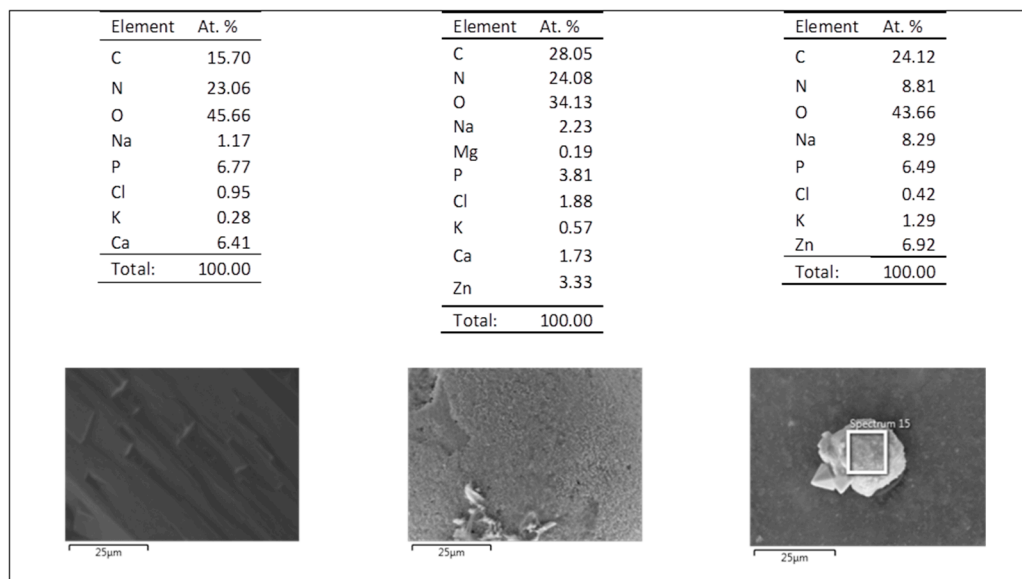 Element At. %
C 15.70
N 23.06
O 45.66
Na 1.17
P 6.77
Cl 0.95
K 0.28
Ca 6.41
Total: 100.00
Element At. %
C 28.05
N 24.08
O 34.13
Na 2.23
Mg 0.19
P 3.81
Cl 1.88
K 0.57
Ca 1.73
Zn 3.33
Total: 100.00
Element At. %
C 24.12
N 8.81
O 43.66
Na 8.29
P 6.49
Cl 0.42
K 1.29
Zn 6.92
Total: 100.00
25μm
25μm
Spectrum 15
25μm